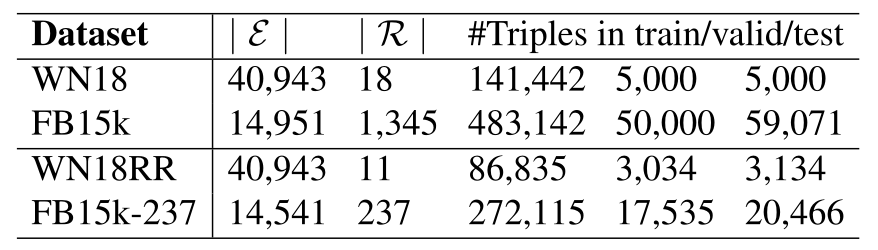 Dataset | ℰ | | ℛ | #Triples in train/valid/test
WN18 40,943 18 141,442 5,000 5,000
FB15k 14,951 1,345 483,142 50,000 59,071
WN18RR 40,943 11 86,835 3,034 3,134
FB15k-237 14,541 237 272,115 17,535 20,466